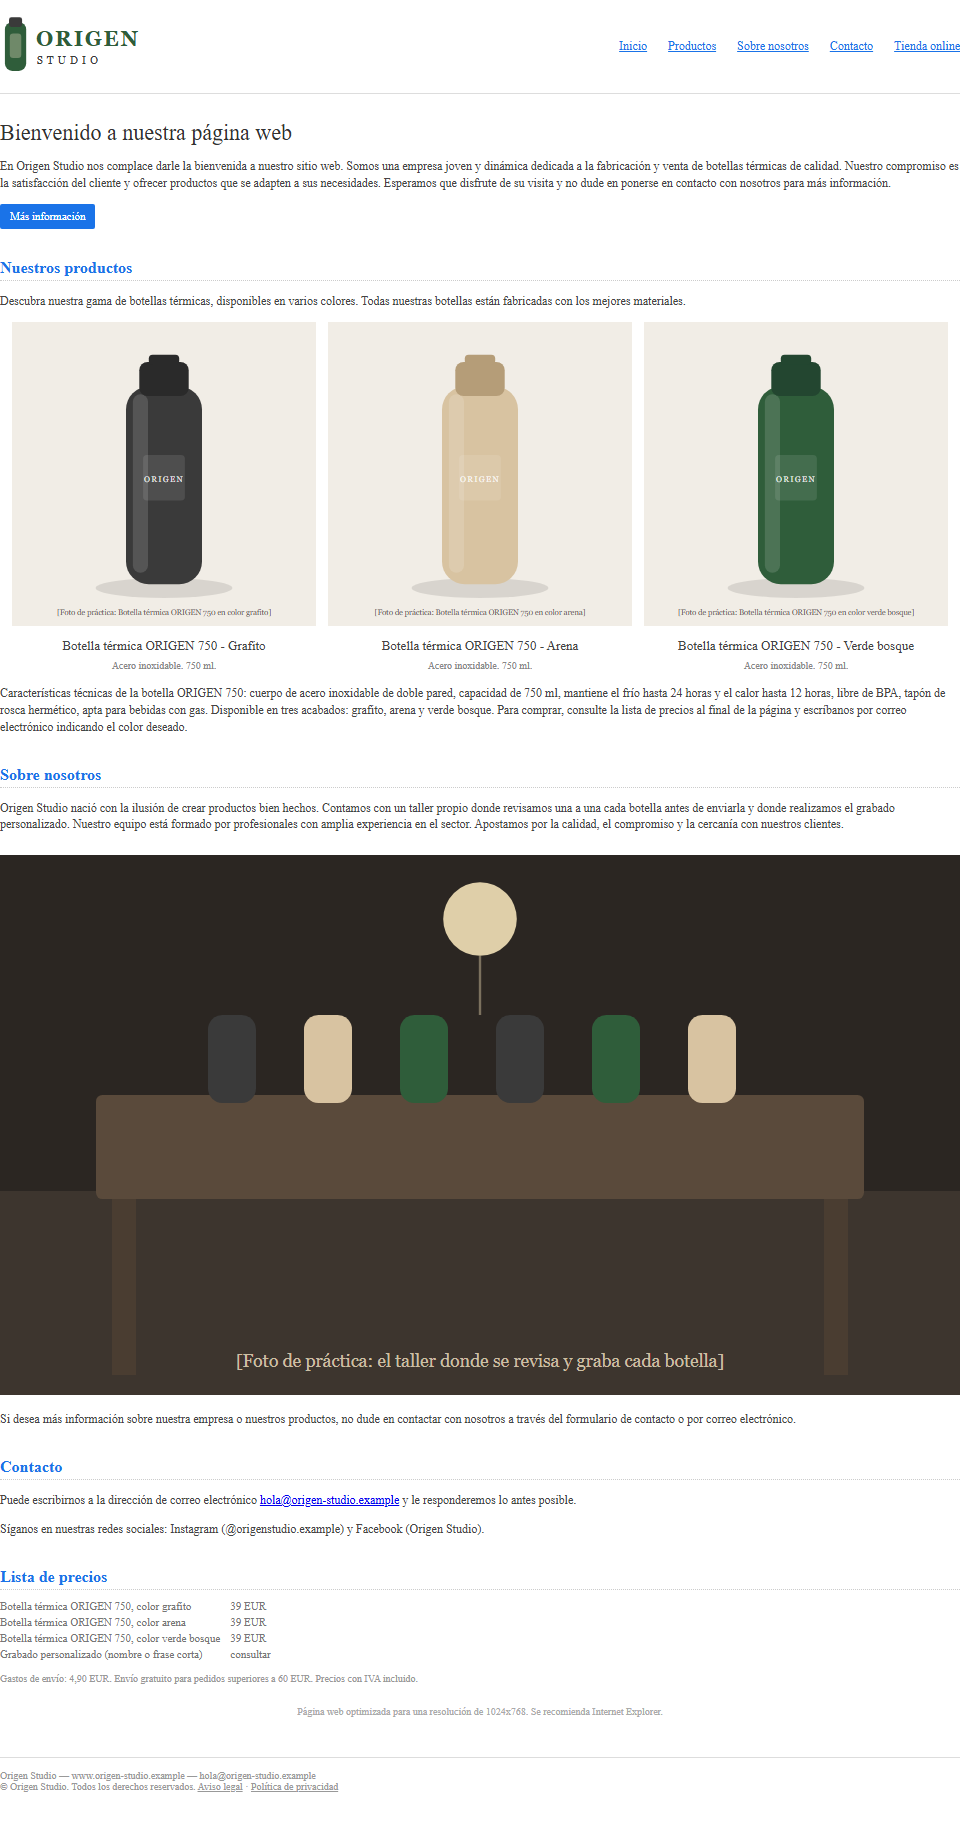 ORIGEN
STUDIO
Inicio Productos Sobre nosotros Contacto Tienda online
Bienvenido a nuestra página web
En Origen Studio nos complace darle la bienvenida a nuestro sitio web. Somos una empresa joven y dinámica dedicada a la fabricación y venta de botellas térmicas de calidad. Nuestro compromiso es
la satisfacción del cliente y ofrecer productos que se adapten a sus necesidades. Esperamos que disfrute de su visita y no dude en ponerse en contacto con nosotros para más información.
Más información
Nuestros productos
Descubra nuestra gama de botellas térmicas, disponibles en varios colores. Todas nuestras botellas están fabricadas con los mejores materiales.
ORIGEN ORIGEN ORIGEN
[Foto de práctica: Botella térmica ORIGEN 750 en color grafito] [Foto de práctica: Botella térmica ORIGEN 750 en color arena] [Foto de práctica: Botella térmica ORIGEN 750 en color verde bosque]
Botella térmica ORIGEN 750 - Grafito Botella térmica ORIGEN 750 - Arena Botella térmica ORIGEN 750 - Verde bosque
Acero inoxidable. 750 ml. Acero inoxidable. 750 ml. Acero inoxidable. 750 ml.
Características técnicas de la botella ORIGEN 750: cuerpo de acero inoxidable de doble pared, capacidad de 750 ml, mantiene el frío hasta 24 horas y el calor hasta 12 horas, libre de BPA, tapón de
rosca hermético, apta para bebidas con gas. Disponible en tres acabados: grafito, arena y verde bosque. Para comprar, consulte la lista de precios al final de la página y escríbanos por correo
electrónico indicando el color deseado.
Sobre nosotros
Origen Studio nació con la ilusión de crear productos bien hechos. Contamos con un taller propio donde revisamos una a una cada botella antes de enviarla y donde realizamos el grabado
personalizado. Nuestro equipo está formado por profesionales con amplia experiencia en el sector. Apostamos por la calidad, el compromiso y la cercanía con nuestros clientes.
[Foto de práctica: el taller donde se revisa y graba cada botella]
Si desea más información sobre nuestra empresa o nuestros productos, no dude en contactar con nosotros a través del formulario de contacto o por correo electrónico.
Contacto
Puede escribirnos a la dirección de correo electrónico hola@origen-studio.example y le responderemos lo antes posible.
Síganos en nuestras redes sociales: Instagram (@origenstudio.example) y Facebook (Origen Studio).
Lista de precios
Botella térmica ORIGEN 750, color grafito 39 EUR
Botella térmica ORIGEN 750, color arena 39 EUR
Botella térmica ORIGEN 750, color verde bosque 39 EUR
Grabado personalizado (nombre o frase corta) consultar
Gastos de envío: 4,90 EUR. Envío gratuito para pedidos superiores a 60 EUR. Precios con IVA incluido.
Página web optimizada para una resolución de 1024x768. Se recomienda Internet Explorer.
Origen Studio — www.origen-studio.example — hola@origen-studio.example
© Origen Studio. Todos los derechos reservados. Aviso legal · Política de privacidad